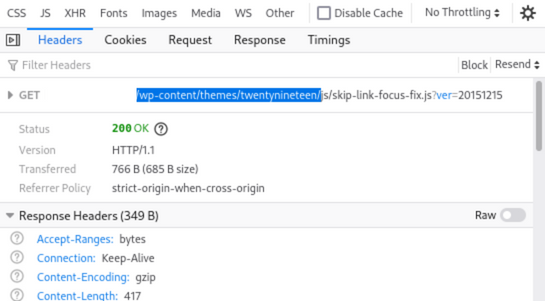 CSS JS XHR Fonts Images Media WS Other Disable Cache No Throttling
Headers Cookies Request Response Timings
Filter Headers Block Resend
GET /wp-content/themes/twentynineteen/js/skip-link-focus-fix.js?ver=20151215
Status 200 OK ?
Version HTTP/1.1
Transferred 766 B (685 B size)
Referrer Policy strict-origin-when-cross-origin
Response Headers (349 B) Raw
? Accept-Ranges: bytes
? Connection: Keep-Alive
? Content-Encoding: gzip
? Content-Length: 417